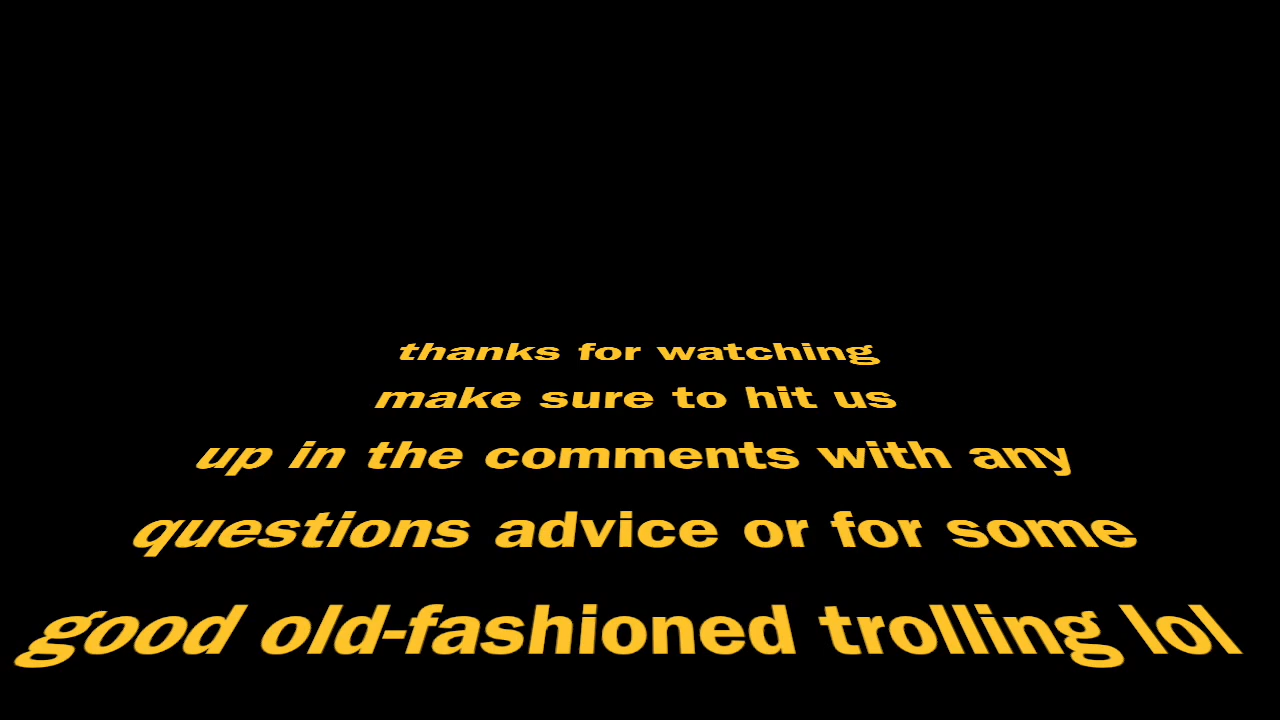 thanks for watching
make sure to hit us
up in the comments with any
questions advice or for some
good old-fashioned trolling lol